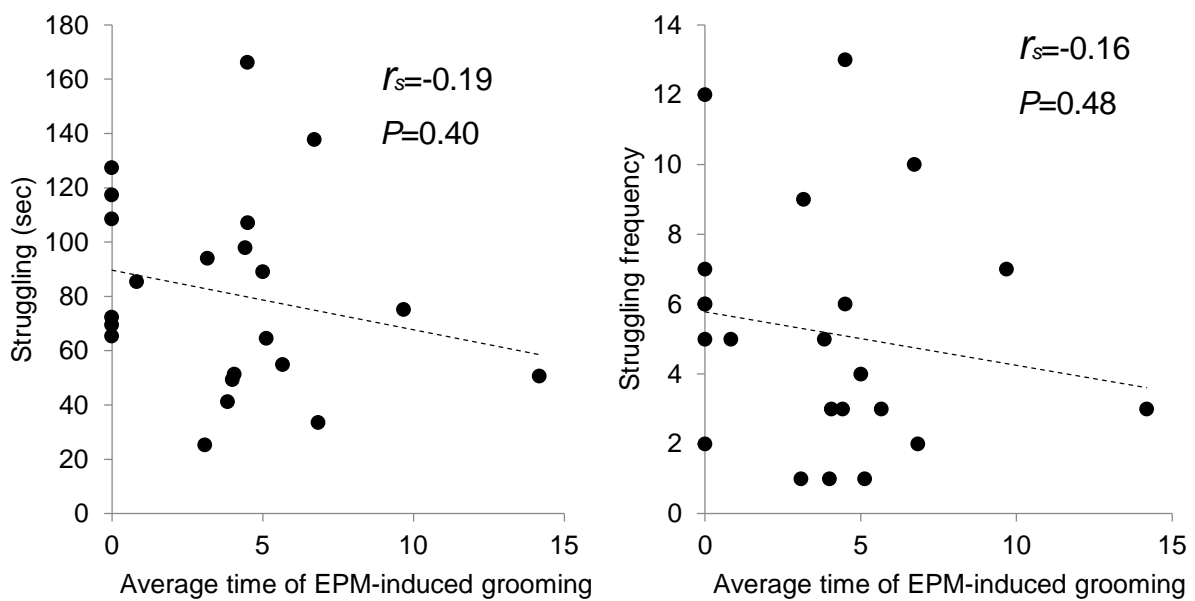 Struggling (sec)
180
160
140
120
100
80
60
40
20
0
0 5 10 15
Average time of EPM-induced grooming
rs=-0.19
P=0.40
Struggling frequency
14
12
10
8
6
4
2
0
0 5 10 15
Average time of EPM-induced grooming
rs=-0.16
P=0.48